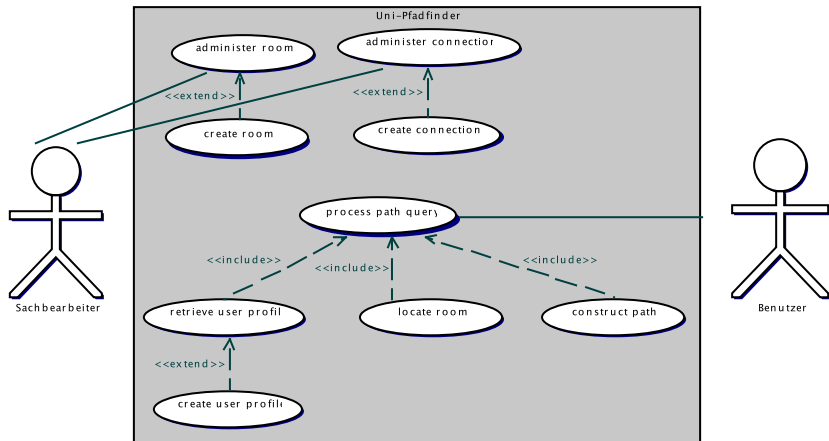 Uni-Pfadfinder
administer room
administer connection
<<extend>>
<<extend>>
create room
create connection
process path query
<<include>>
<<include>>
<<include>>
Sachbearbeiter
Benutzer
retrieve user profil
locate room
construct path
<<extend>>
create user profile